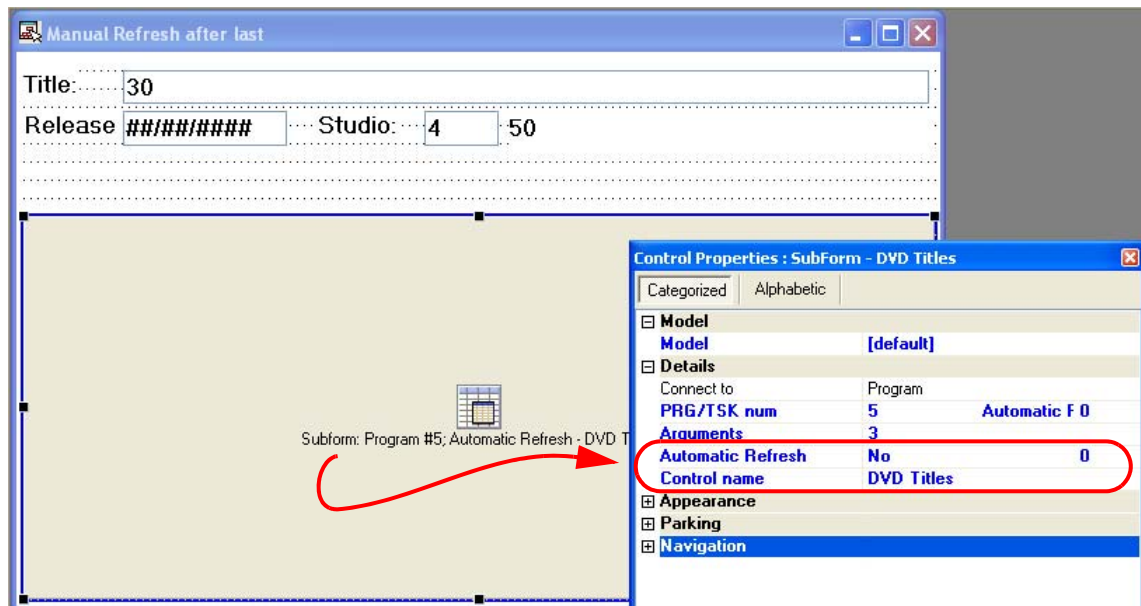 Manual Refresh after last
Title: 30
Release ##/##/#### Studio: 4 50
Subform: Program #5; Automatic Refresh - DVD T
Control Properties : SubForm - DVD Titles
Categorized Alphabetic
Model
Model [default]
Details
Connect to Program
PRG/TSK num 5 Automatic F 0
Arguments 3
Automatic Refresh No 0
Control name DVD Titles
Appearance
Parking
Navigation